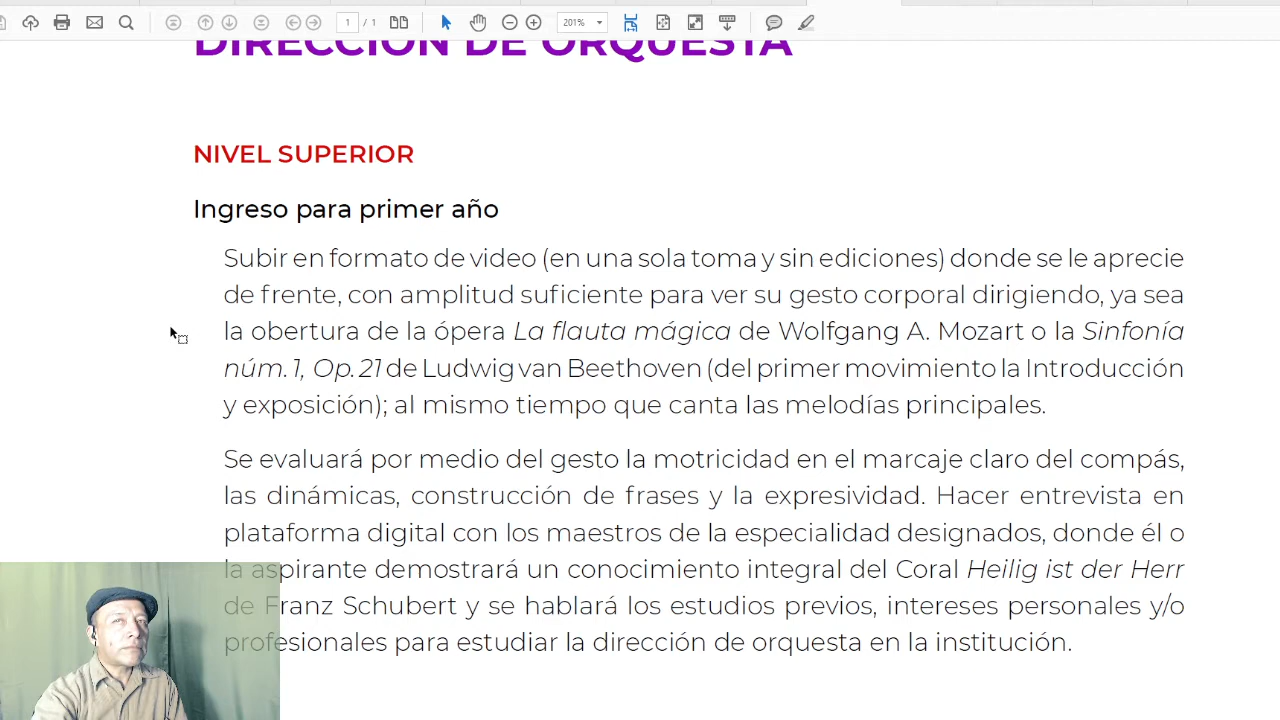 1 / 1
201%
DIRECCIÓN DE ORQUESTA
NIVEL SUPERIOR
Ingreso para primer año
Subir en formato de video (en una sola toma y sin ediciones) donde se le aprecie
de frente, con amplitud suficiente para ver su gesto corporal dirigiendo, ya sea
la obertura de la ópera La flauta mágica de Wolfgang A. Mozart o la Sinfonía
núm. 1, Op. 21 de Ludwig van Beethoven (del primer movimiento la Introducción
y exposición); al mismo tiempo que canta las melodías principales.
Se evaluará por medio del gesto la motricidad en el marcaje claro del compás,
las dinámicas, construcción de frases y la expresividad. Hacer entrevista en
plataforma digital con los maestros de la especialidad designados, donde él o
la aspirante demostrará un conocimiento integral del Coral Heilig ist der Herr
de Franz Schubert y se hablará los estudios previos, intereses personales y/o
profesionales para estudiar la dirección de orquesta en la institución.